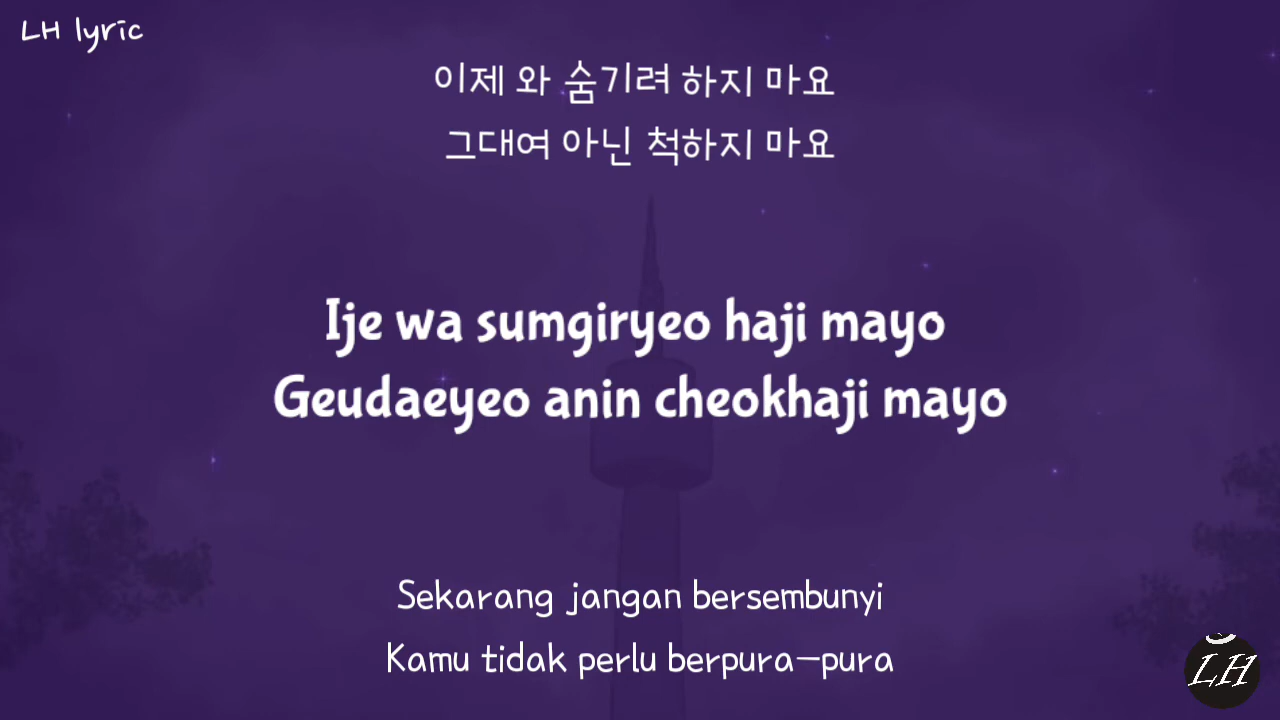 LH lyric
이제 와 숨기려 하지 마요
그대여 아닌 척하지 마요
Ije wa sumgiryeo haji mayo
Geudaeyeo anin cheokhaji mayo
Sekarang jangan bersembunyi
Kamu tidak perlu berpura-pura
LH